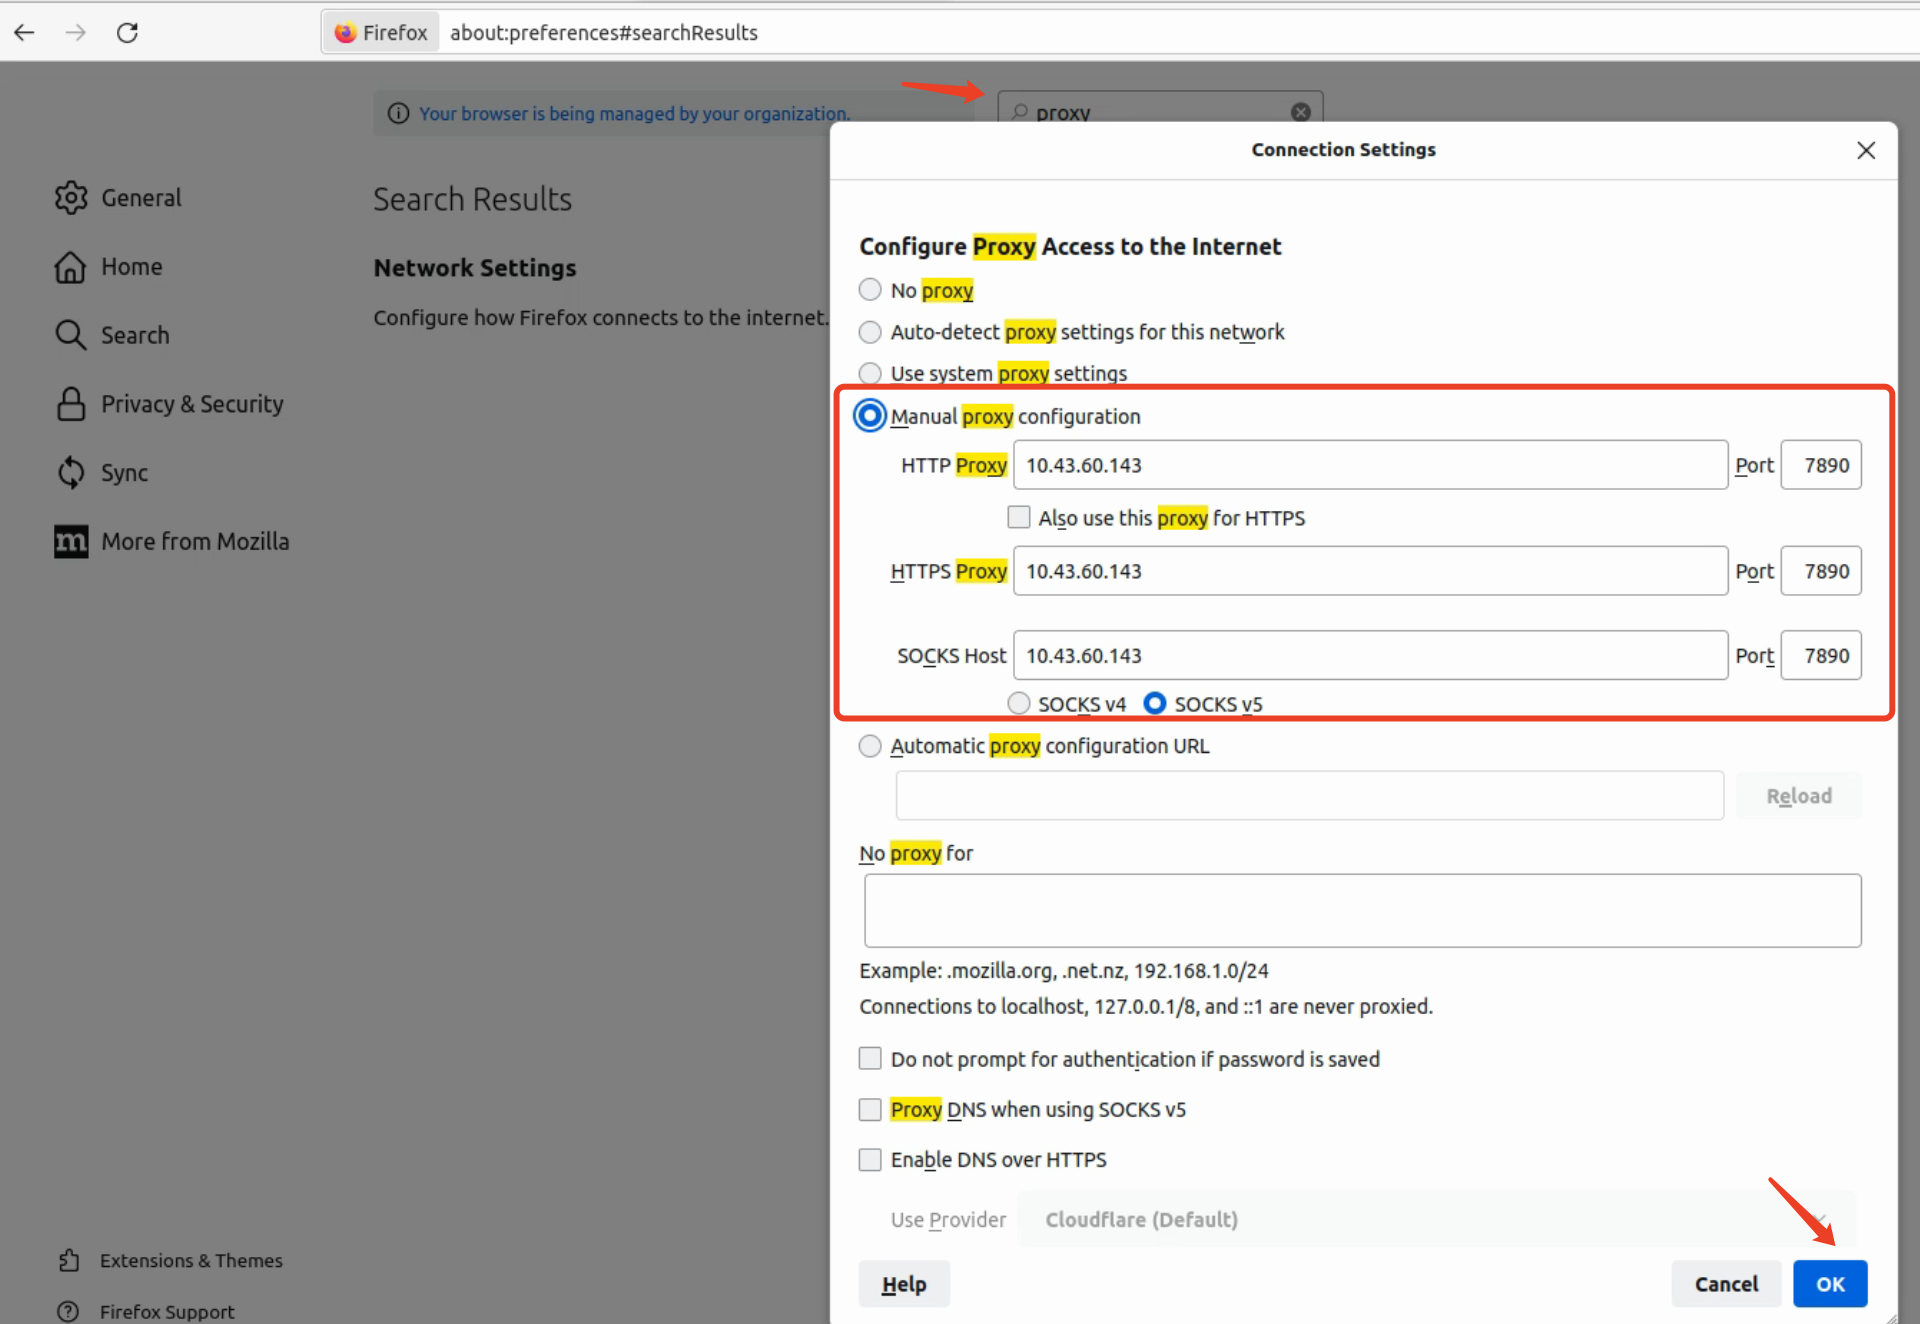 Firefox about:preferences#searchResults
Your browser is being managed by your organization.
proxy
General
Home
Search
Privacy & Security
Sync
More from Mozilla
Extensions & Themes
Firefox Support
Search Results
Network Settings
Configure how Firefox connects to the internet.
Connection Settings
Configure Proxy Access to the Internet
No proxy
Auto-detect proxy settings for this network
Use system proxy settings
Manual proxy configuration
HTTP Proxy 10.43.60.143 Port 7890
Also use this proxy for HTTPS
HTTPS Proxy 10.43.60.143 Port 7890
SOCKS Host 10.43.60.143 Port 7890
SOCKS v4 SOCKS v5
Automatic proxy configuration URL
Reload
No proxy for
Example: .mozilla.org, .net.nz, 192.168.1.0/24
Connections to localhost, 127.0.0.1/8, and ::1 are never proxied.
Do not prompt for authentication if password is saved
Proxy DNS when using SOCKS v5
Enable DNS over HTTPS
Use Provider Cloudflare (Default)
Help Cancel OK